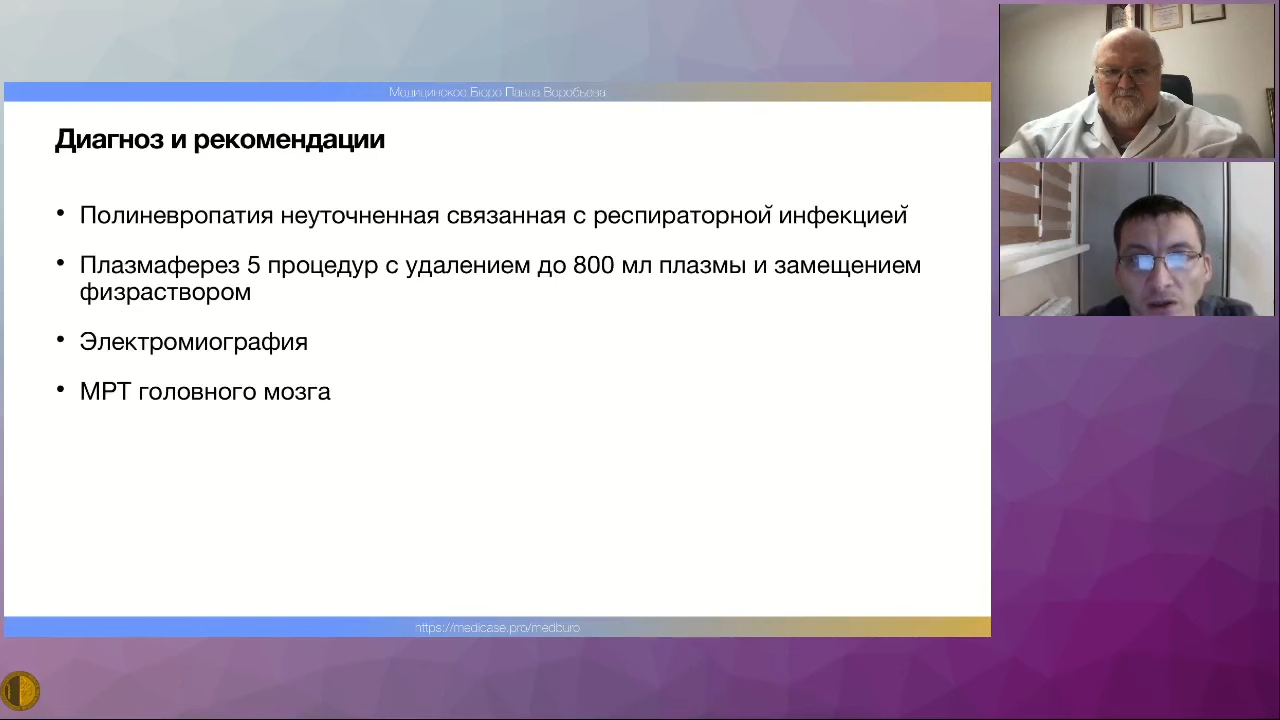 Медицинское Бюро Павла Воробьева
Диагноз и рекомендации
• Полиневропатия неуточненная связанная с респираторной инфекцией
• Плазмаферез 5 процедур с удалением до 800 мл плазмы и замещением
физраствором
• Электромиография
• МРТ головного мозга
https://medicase.pro/medburo